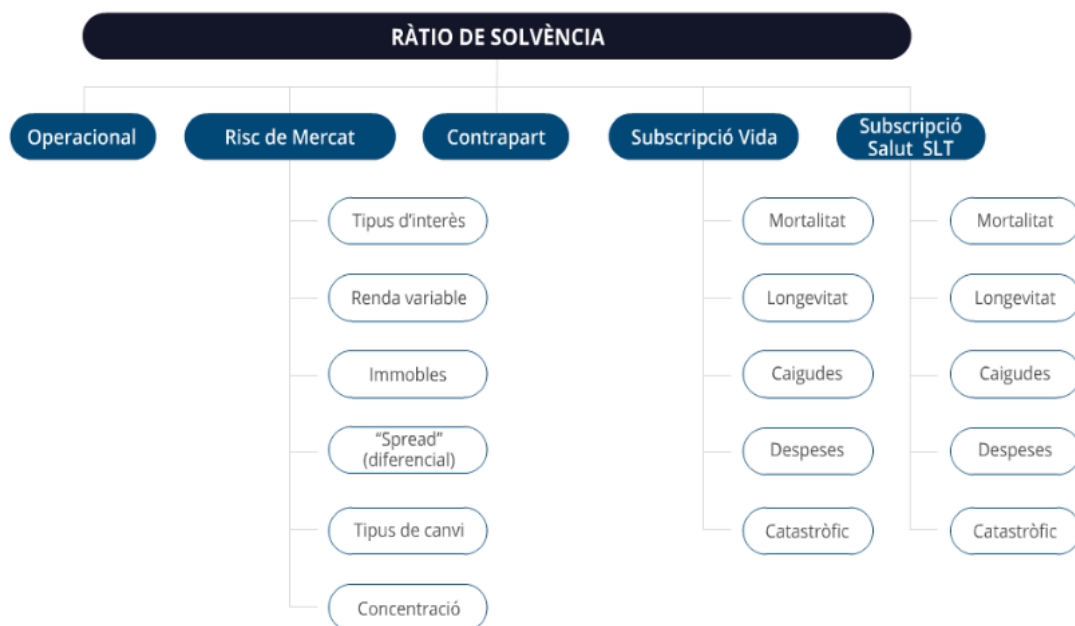 RÀTIO DE SOLVÈNCIA
Operacional
Risc de Mercat
Contrapart
Subscripció Vida
Subscripció
Salut SLT
Tipus d'interès
Renda variable
Immobles
"Spread"
(diferencial)
Tipus de canvi
Concentració
Mortalitat
Longevitat
Caigudes
Despeses
Catastròfic
Mortalitat
Longevitat
Caigudes
Despeses
Catastròfic